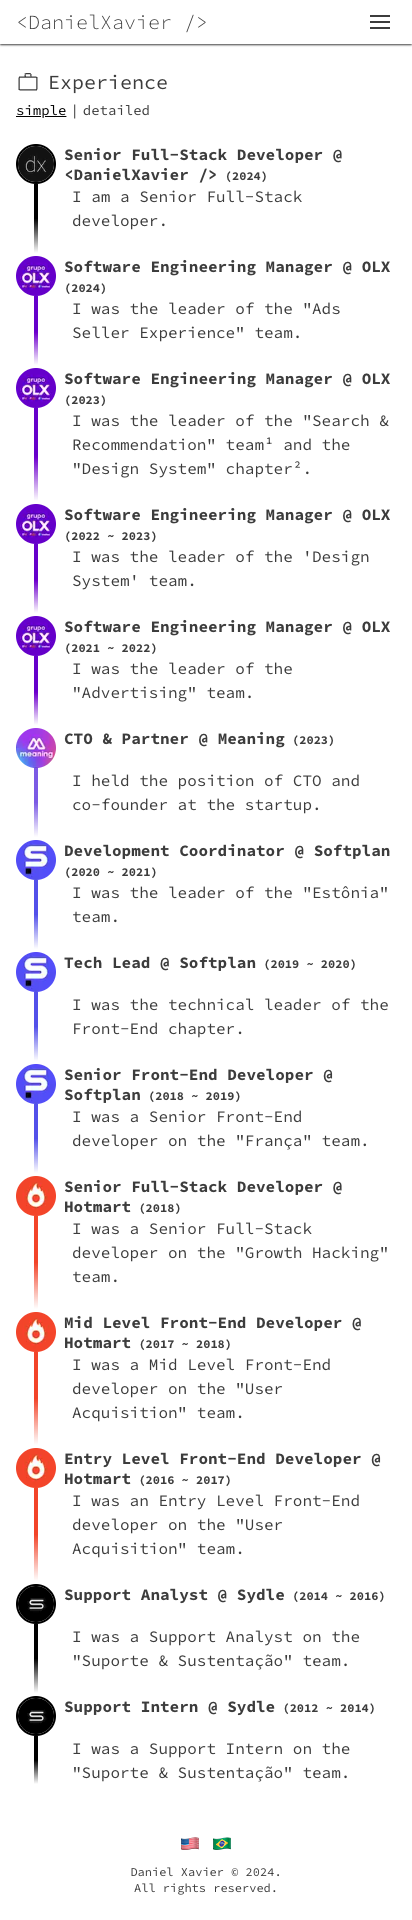 <DanielXavier />
Experience
simple | detailed
dx
Senior Full-Stack Developer @
<DanielXavier /> (2024)
I am a Senior Full-Stack
developer.
grupo
OLX
Software Engineering Manager @ OLX
(2024)
I was the leader of the "Ads
Seller Experience" team.
grupo
OLX
Software Engineering Manager @ OLX
(2023)
I was the leader of the "Search &
Recommendation" team¹ and the
"Design System" chapter².
grupo
OLX
Software Engineering Manager @ OLX
(2022 ~ 2023)
I was the leader of the 'Design
System' team.
grupo
OLX
Software Engineering Manager @ OLX
(2021 ~ 2022)
I was the leader of the
"Advertising" team.
meaning
CTO & Partner @ Meaning (2023)
I held the position of CTO and
co-founder at the startup.
Development Coordinator @ Softplan
(2020 ~ 2021)
I was the leader of the "Estônia"
team.
Tech Lead @ Softplan (2019 ~ 2020)
I was the technical leader of the
Front-End chapter.
Senior Front-End Developer @
Softplan (2018 ~ 2019)
I was a Senior Front-End
developer on the "França" team.
Senior Full-Stack Developer @
Hotmart (2018)
I was a Senior Full-Stack
developer on the "Growth Hacking"
team.
Mid Level Front-End Developer @
Hotmart (2017 ~ 2018)
I was a Mid Level Front-End
developer on the "User
Acquisition" team.
Entry Level Front-End Developer @
Hotmart (2016 ~ 2017)
I was an Entry Level Front-End
developer on the "User
Acquisition" team.
Support Analyst @ Sydle (2014 ~ 2016)
I was a Support Analyst on the
"Suporte & Sustentação" team.
Support Intern @ Sydle (2012 ~ 2014)
I was a Support Intern on the
"Suporte & Sustentação" team.
Daniel Xavier © 2024.
All rights reserved.